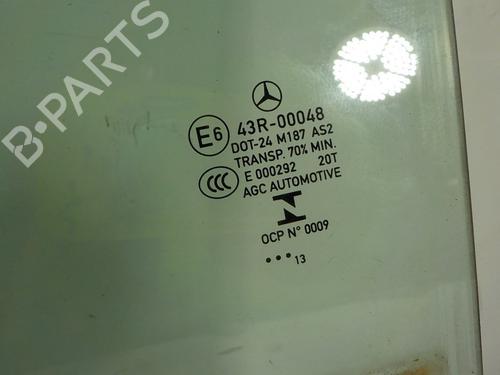 B-PARTS
E6
43R-00048
DOT-24 M187 AS2
TRANSP. 70% MIN.
CCC
E 000292 20T
AGC AUTOMOTIVE
OCP N° 0009
••• 13